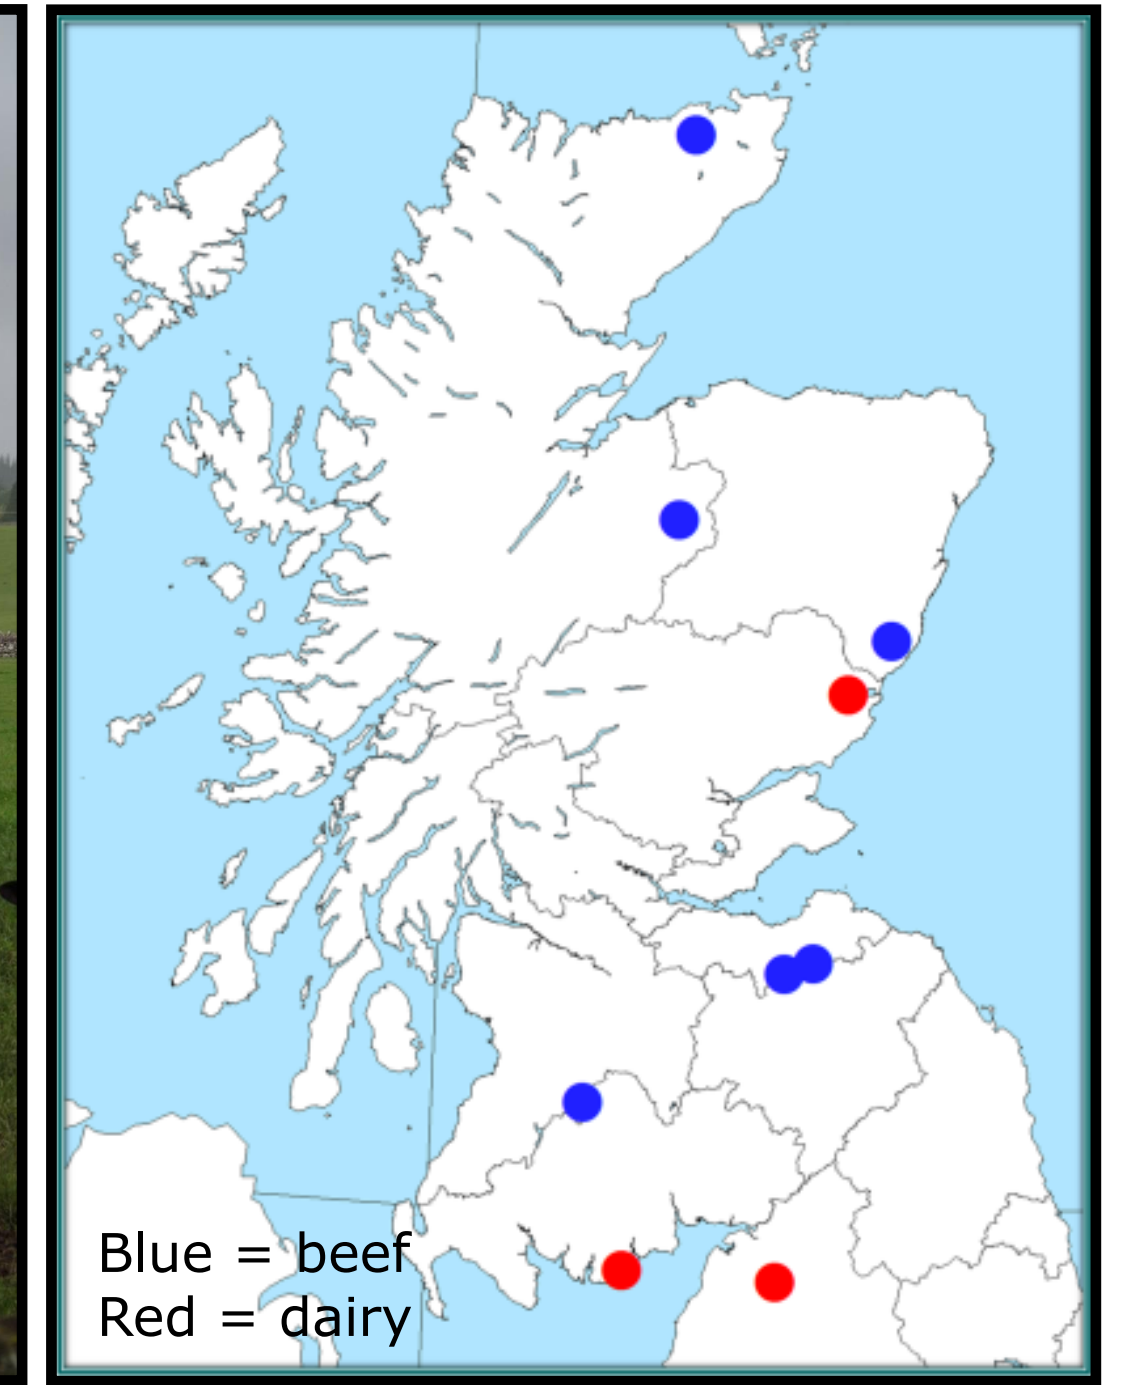 Blue = beef
Red = dairy